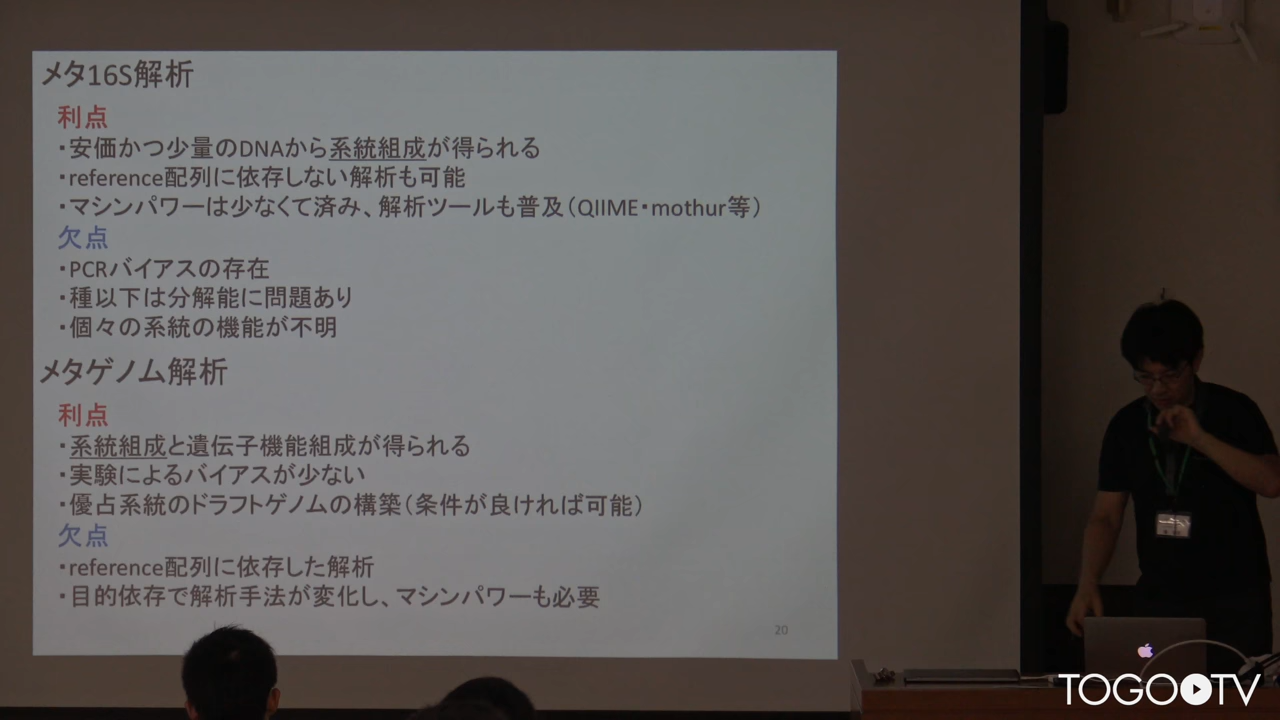 メタ16S解析
利点
・安価かつ少量のDNAから系統組成が得られる
・reference配列に依存しない解析も可能
・マシンパワーは少なくて済み、解析ツールも普及（QIIME・mothur等）
欠点
・PCRバイアスの存在
・種以下は分解能に問題あり
・個々の系統の機能が不明
メタゲノム解析
利点
・系統組成と遺伝子機能組成が得られる
・実験によるバイアスが少ない
・優占系統のドラフトゲノムの構築（条件が良ければ可能）
欠点
・reference配列に依存した解析
・目的依存で解析手法が変化し、マシンパワーも必要
20
TOGOTV